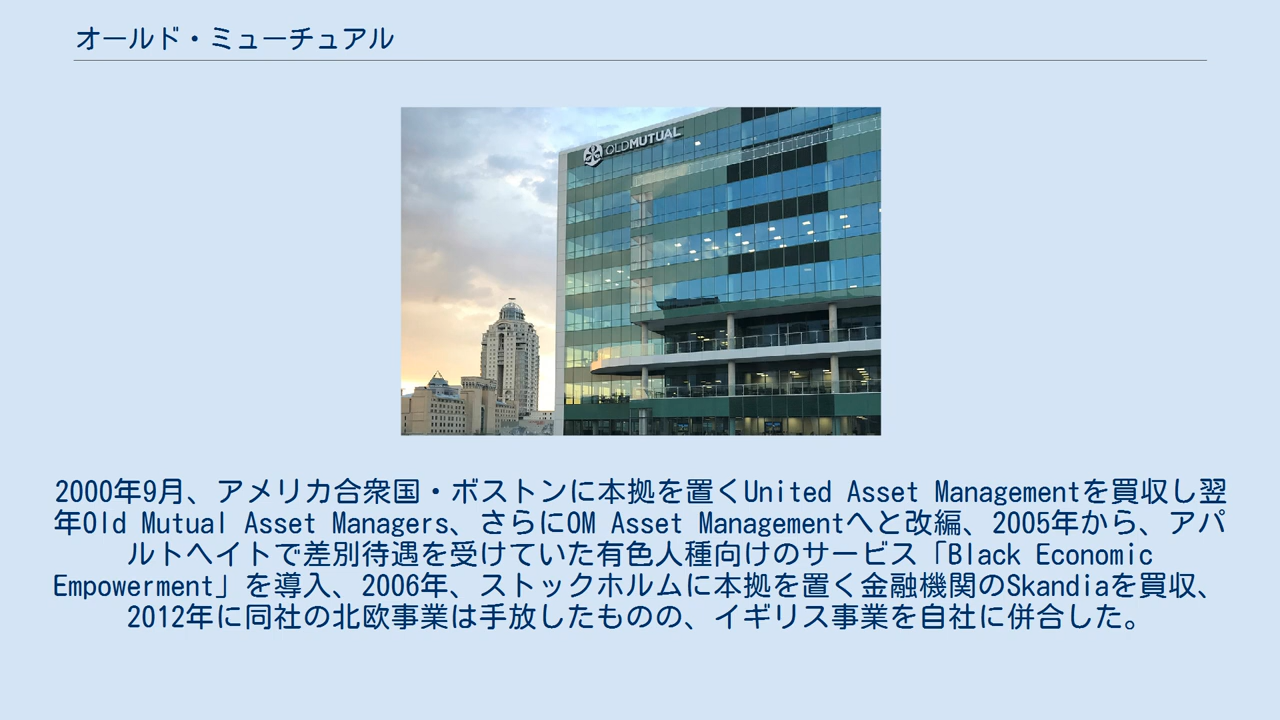 オールド・ミューチュアル
OLDMUTUAL
2000年9月、アメリカ合衆国・ボストンに本拠を置くUnited Asset Managementを買収し翌
年Old Mutual Asset Managers、さらにOM Asset Managementへと改編、2005年から、アパ
ルトヘイトで差別待遇を受けていた有色人種向けのサービス「Black Economic
Empowerment」を導入、2006年、ストックホルムに本拠を置く金融機関のSkandiaを買収、
2012年に同社の北欧事業は手放したものの、イギリス事業を自社に併合した。